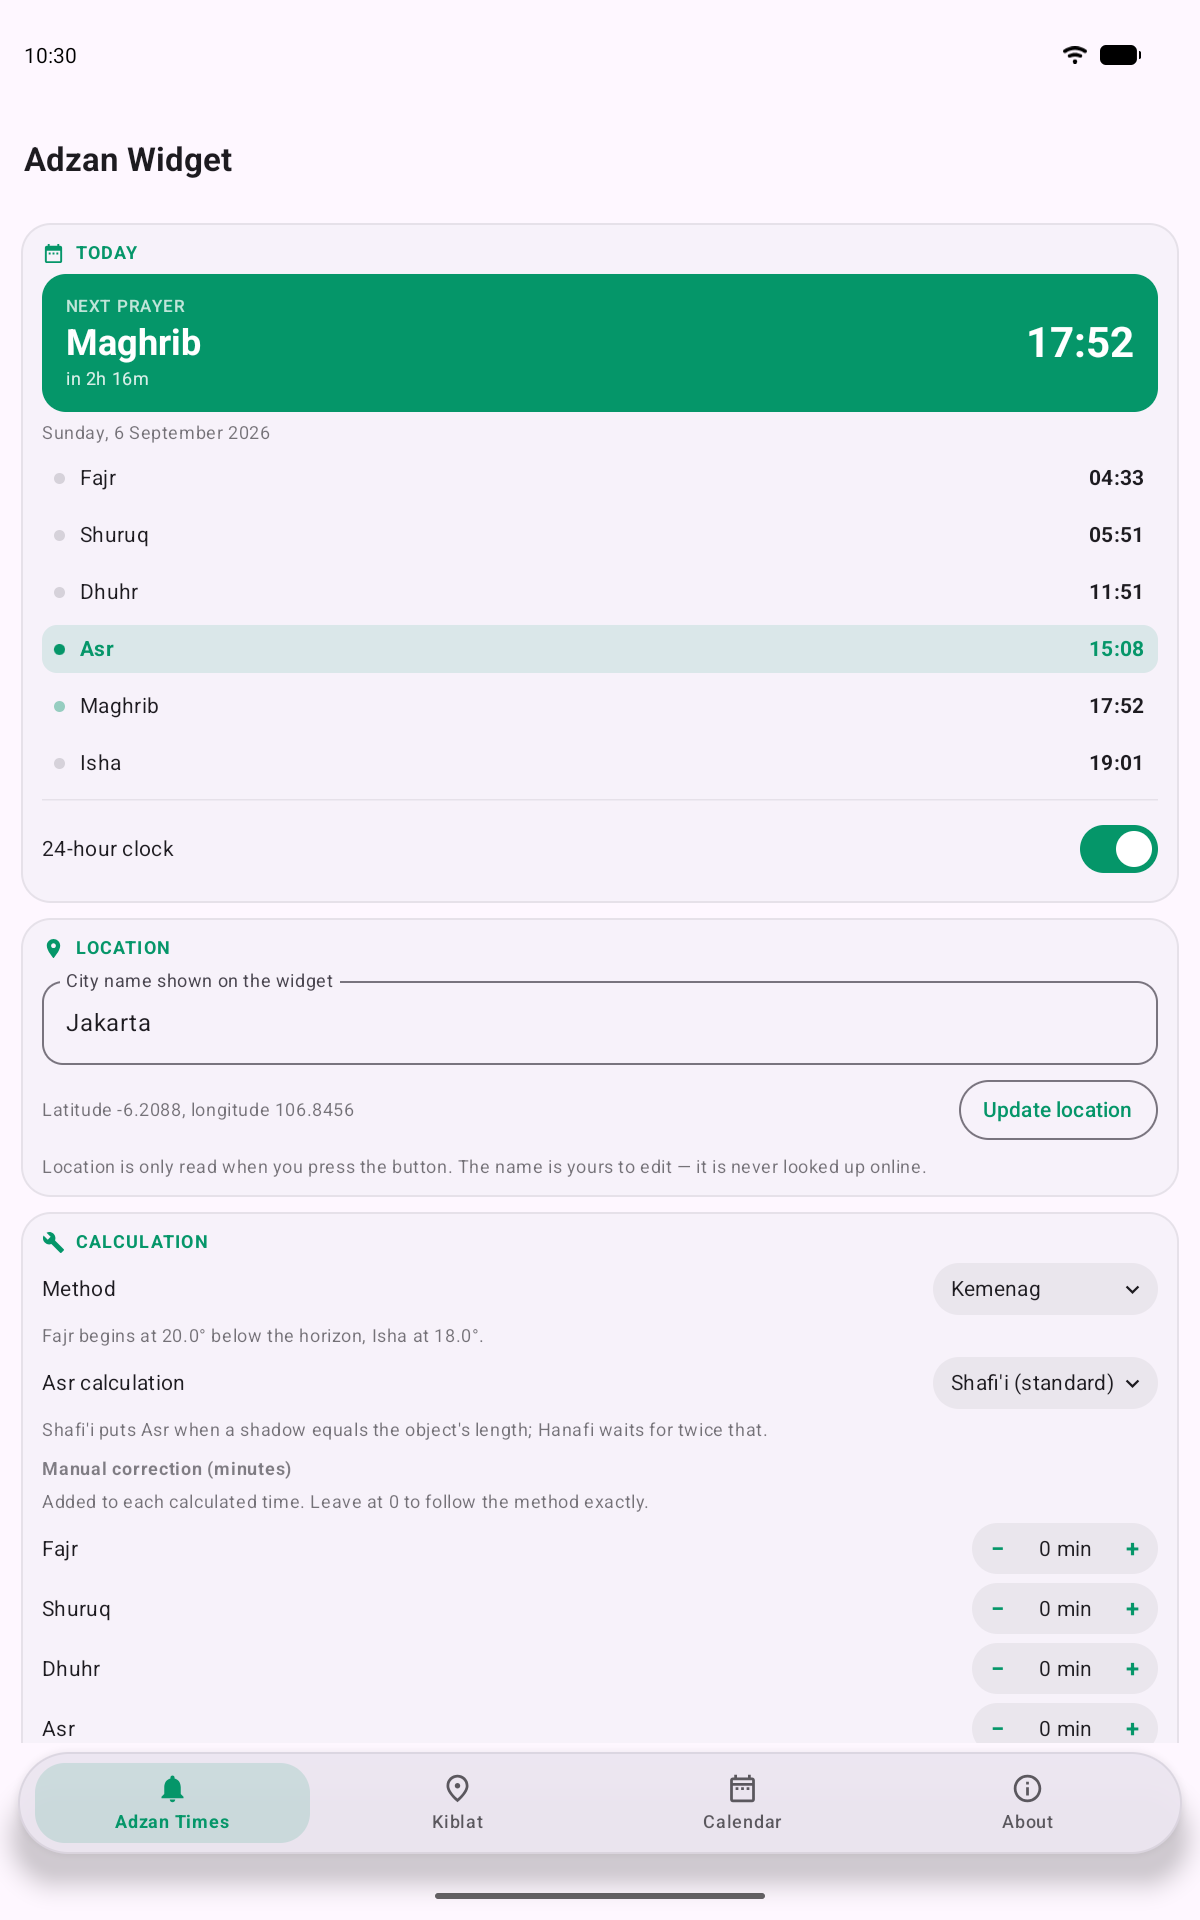 10:30
Adzan Widget
TODAY
NEXT PRAYER
Maghrib
17:52
in 2h 16m
Sunday, 6 September 2026
Fajr 04:33
Shuruq 05:51
Dhuhr 11:51
Asr 15:08
Maghrib 17:52
Isha 19:01
24-hour clock
LOCATION
City name shown on the widget
Jakarta
Latitude -6.2088, longitude 106.8456
Update location
Location is only read when you press the button. The name is yours to edit — it is never looked up online.
CALCULATION
Method Kemenag
Fajr begins at 20.0° below the horizon, Isha at 18.0°.
Asr calculation Shafi'i (standard)
Shafi'i puts Asr when a shadow equals the object's length; Hanafi waits for twice that.
Manual correction (minutes)
Added to each calculated time. Leave at 0 to follow the method exactly.
Fajr − 0 min +
Shuruq − 0 min +
Dhuhr − 0 min +
Asr − 0 min +
Adzan Times Kiblat Calendar About